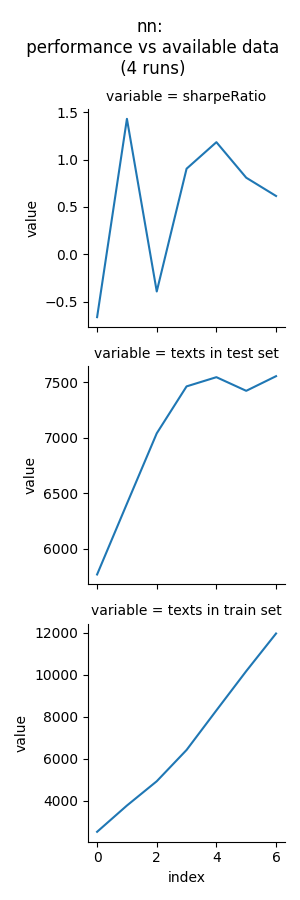 nn:
performance vs available data
(4 runs)
variable = sharpeRatio
1.5
1.0
0.5
0.0
−0.5
value
variable = texts in test set
7500
7000
6500
6000
value
variable = texts in train set
12000
10000
8000
6000
4000
value
0 2 4 6
index